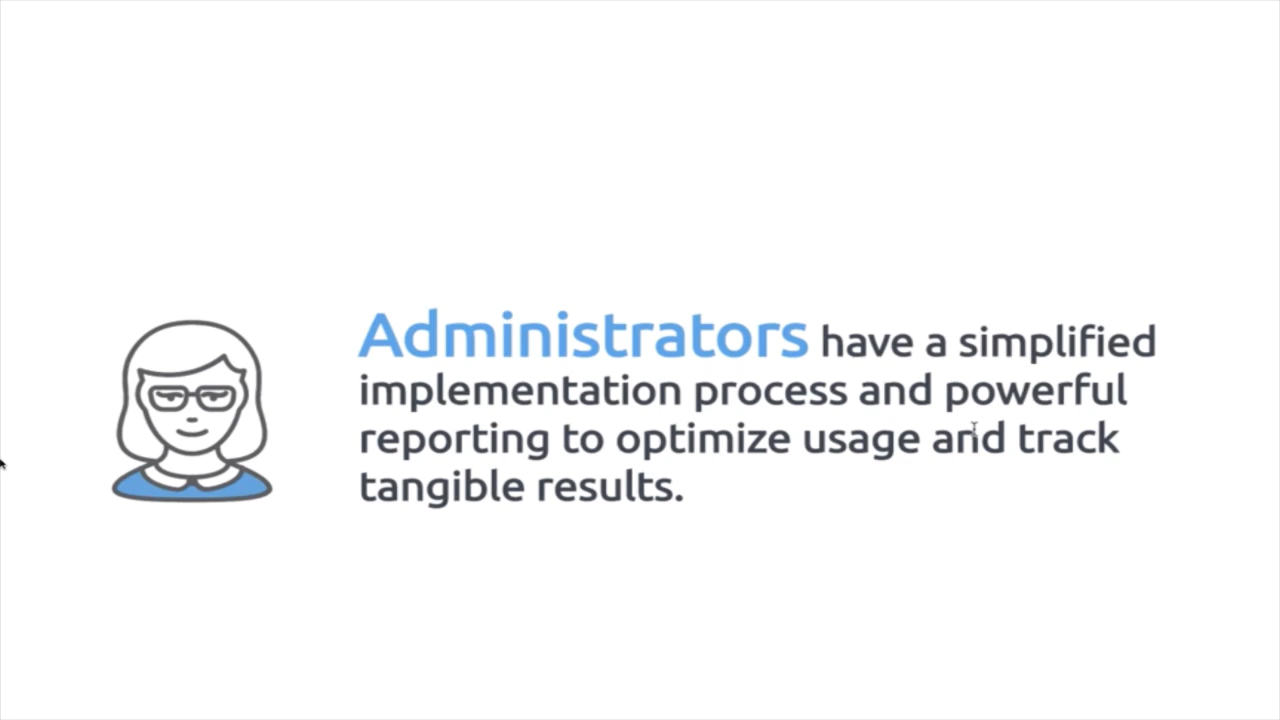 Administrators have a simplified
implementation process and powerful
reporting to optimize usage and track
tangible results.